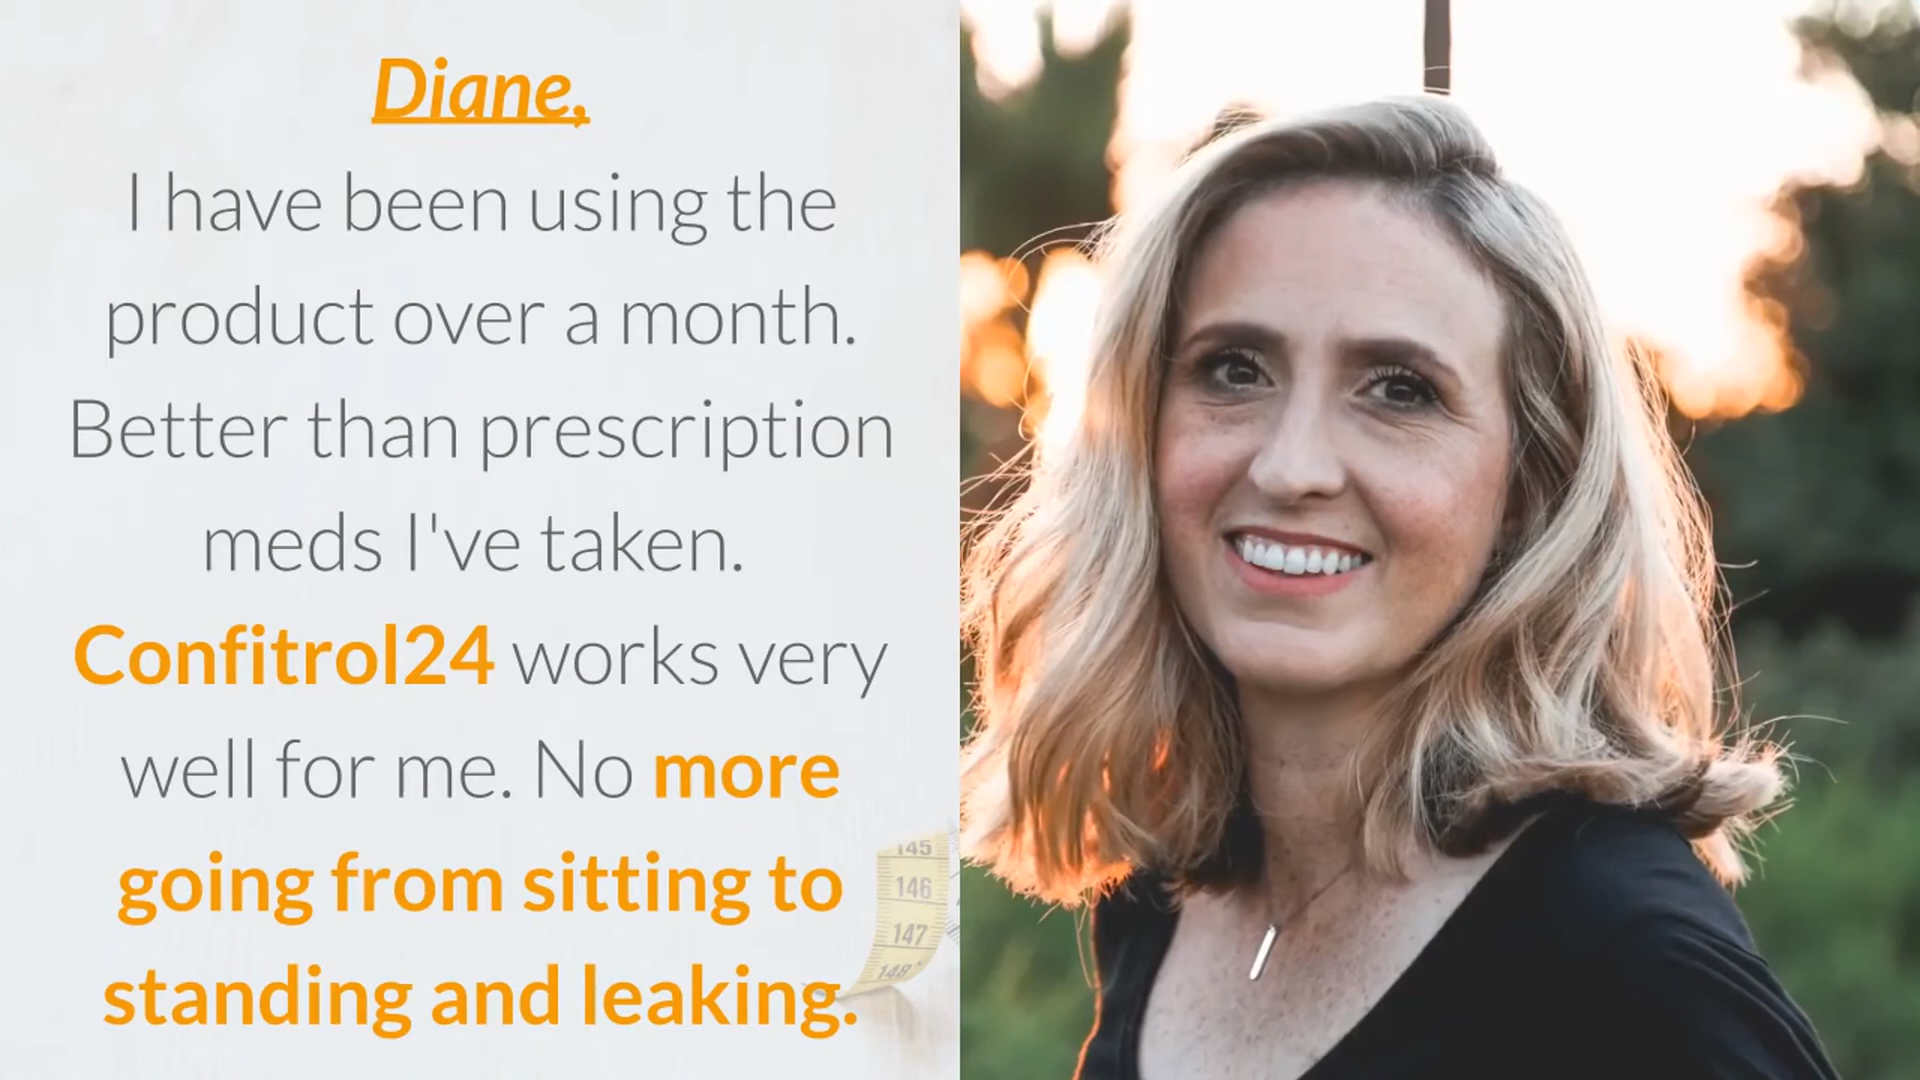 Diane,
I have been using the
product over a month.
Better than prescription
meds I've taken.
Confitrol24 works very
well for me. No more
going from sitting to
standing and leaking.
145
146
147
148